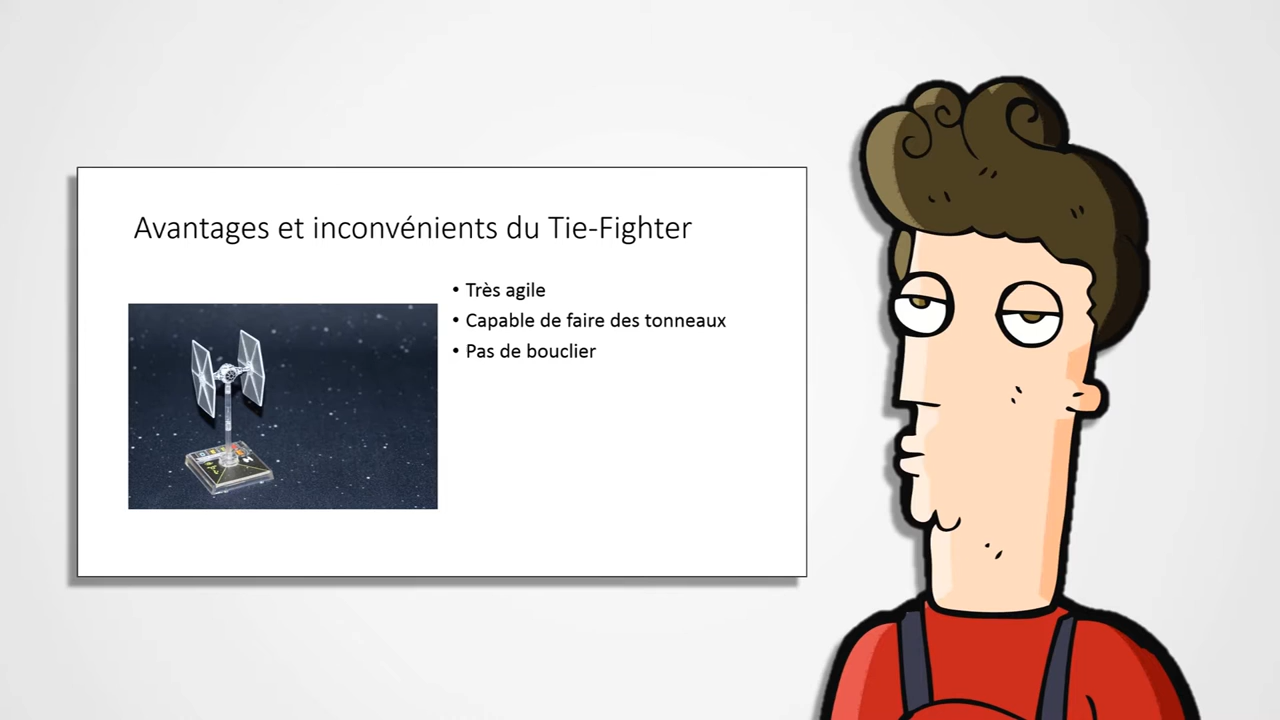 Avantages et inconvénients du Tie-Fighter
• Très agile
• Capable de faire des tonneaux
• Pas de bouclier